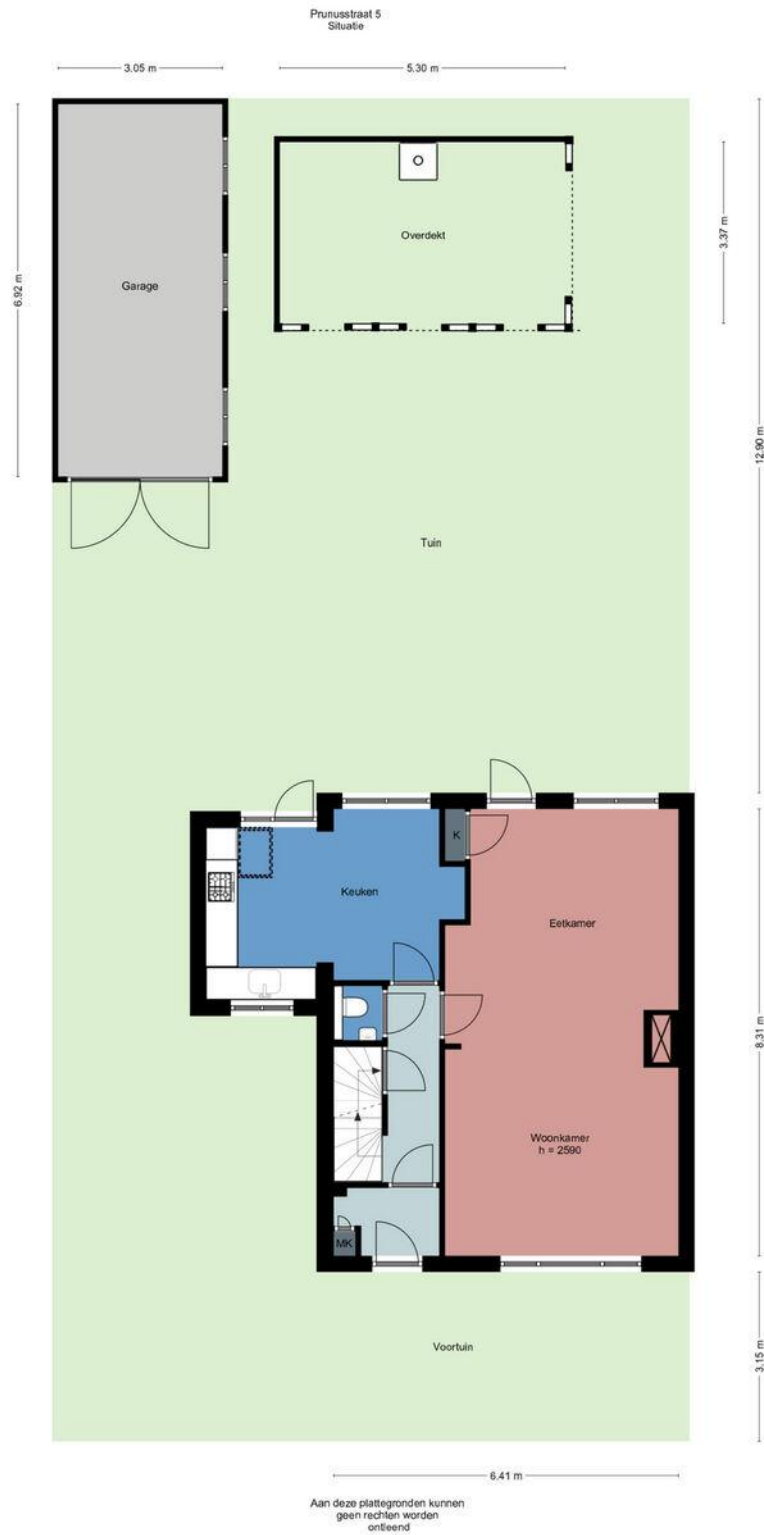 Prunusstraat 5
Situatie
3.05 m
5.30 m
6.92 m
Garage
Overdekt
3.37 m
12.90 m
Tuin
K
Keuken
Eetkamer
8.31 m
Woonkamer
h = 2590
MK
Voortuin
3.15 m
6.41 m
Aan deze plattegronden kunnen
geen rechten worden
ontleend